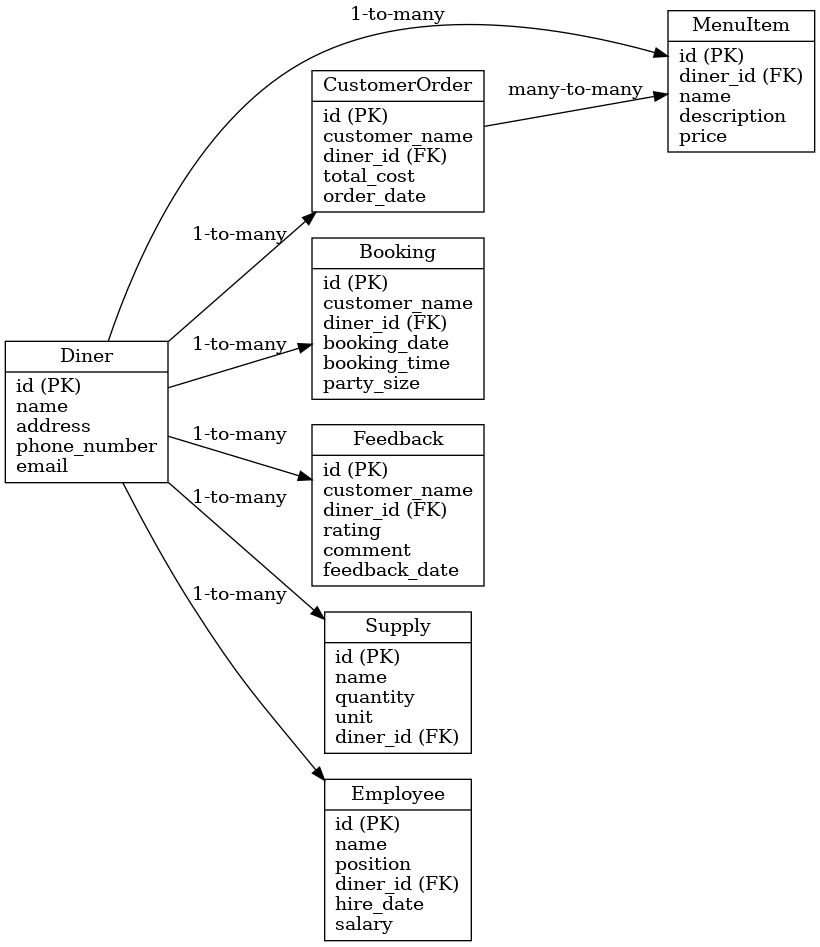 1-to-many
MenuItem
id (PK)
diner_id (FK)
name
description
price
CustomerOrder
id (PK)
customer_name
diner_id (FK)
total_cost
order_date
many-to-many
1-to-many
Booking
id (PK)
customer_name
diner_id (FK)
booking_date
booking_time
party_size
1-to-many
Diner
id (PK)
name
address
phone_number
email
1-to-many
Feedback
id (PK)
customer_name
diner_id (FK)
rating
comment
feedback_date
1-to-many
Supply
id (PK)
name
quantity
unit
diner_id (FK)
1-to-many
Employee
id (PK)
name
position
diner_id (FK)
hire_date
salary